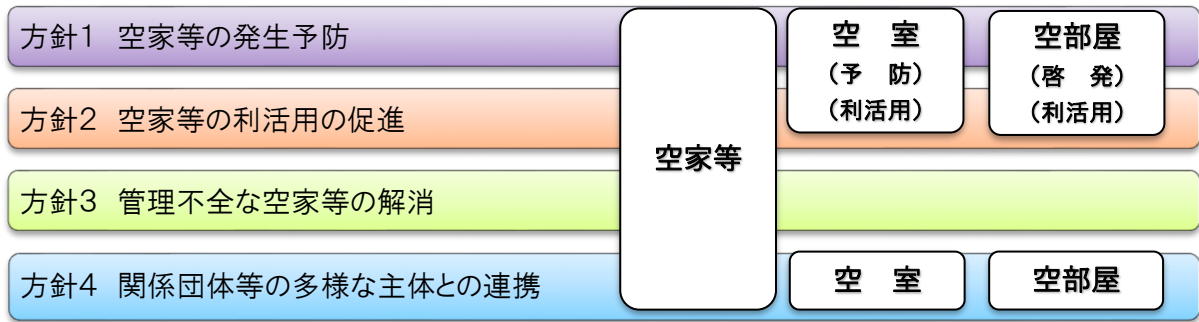 方針1 空家等の発生予防
方針2 空家等の利活用の促進
方針3 管理不全な空家等の解消
方針4 関係団体等の多様な主体との連携
空家等
空 室
(予 防)
(利活用)
空部屋
(啓 発)
(利活用)
空 室
空部屋